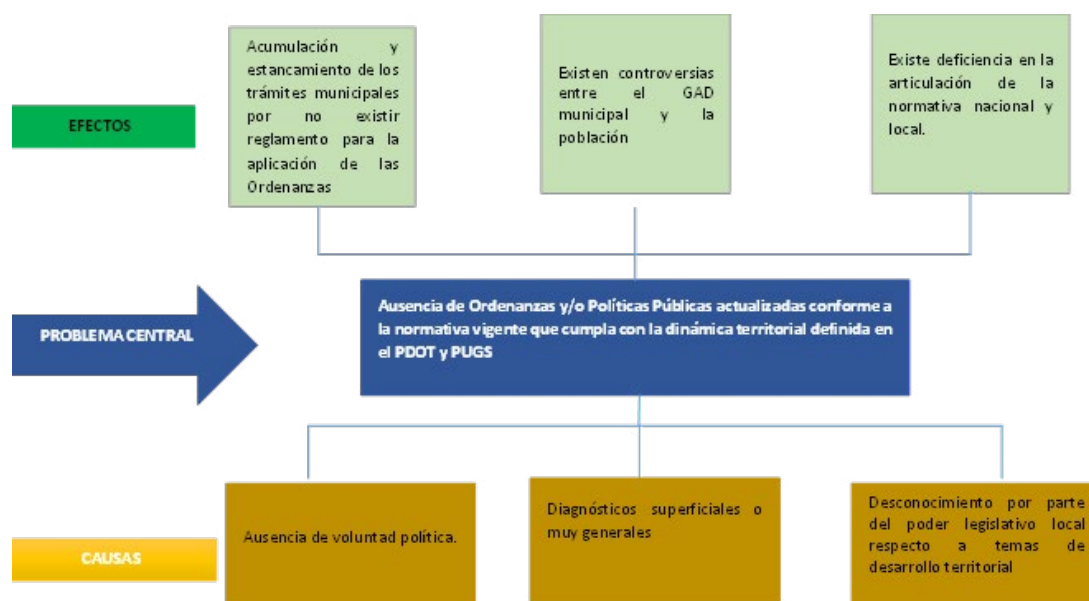 Acumulación y
estancamiento de los
trámites municipales
por no existir
reglamento para la
aplicación de las
Ordenanzas
Existen controversias
entre el GAD
municipal y la
población
Existe deficiencia en la
articulación de la
normativa nacional y
local.
EFECTOS
PROBLEMA CENTRAL
Ausencia de Ordenanzas y/o Políticas Públicas actualizadas conforme a
la normativa vigente que cumpla con la dinámica territorial definida en
el PDOT y PUGS
Ausencia de voluntad política.
Diagnósticos superficiales o
muy generales
Desconocimiento por parte
del poder legislativo local
respecto a temas de
desarrollo territorial
CAUSAS